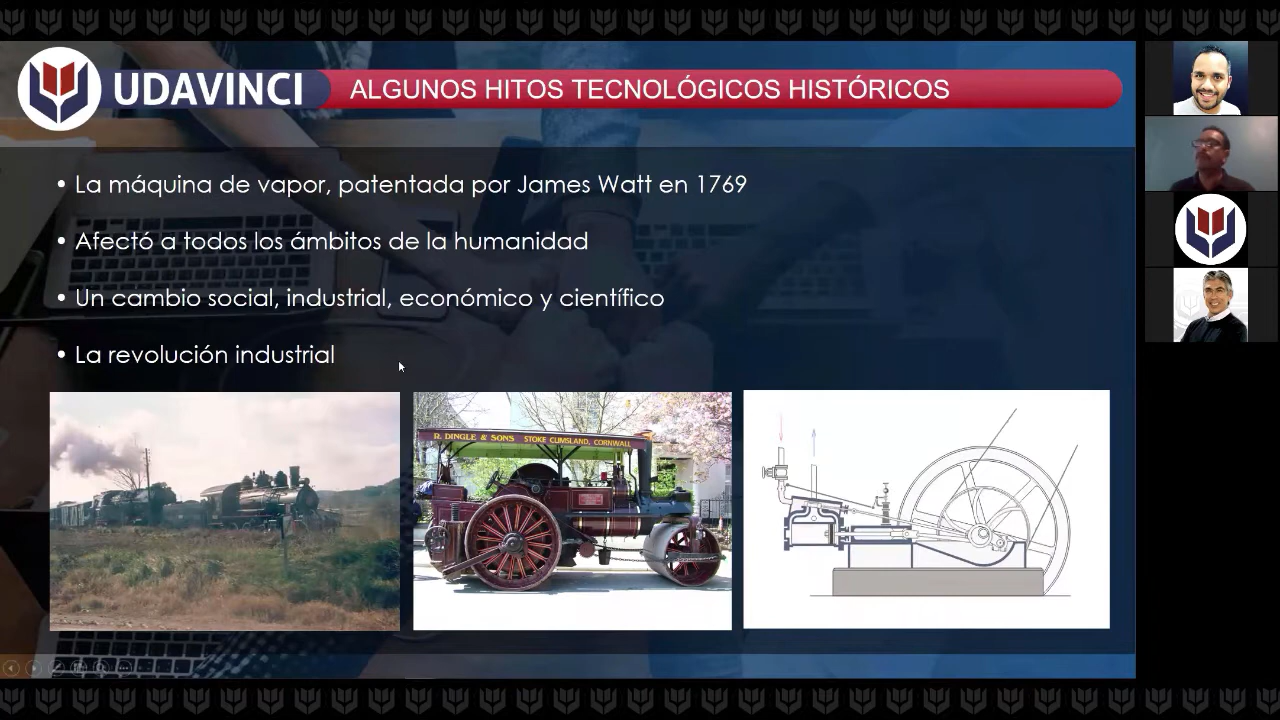 UDAVINCI
ALGUNOS HITOS TECNOLÓGICOS HISTÓRICOS
• La máquina de vapor, patentada por James Watt en 1769
• Afectó a todos los ámbitos de la humanidad
• Un cambio social, industrial, económico y científico
• La revolución industrial
R. DINGLE & SONS STOKE CLIMSLAND, CORNWALL